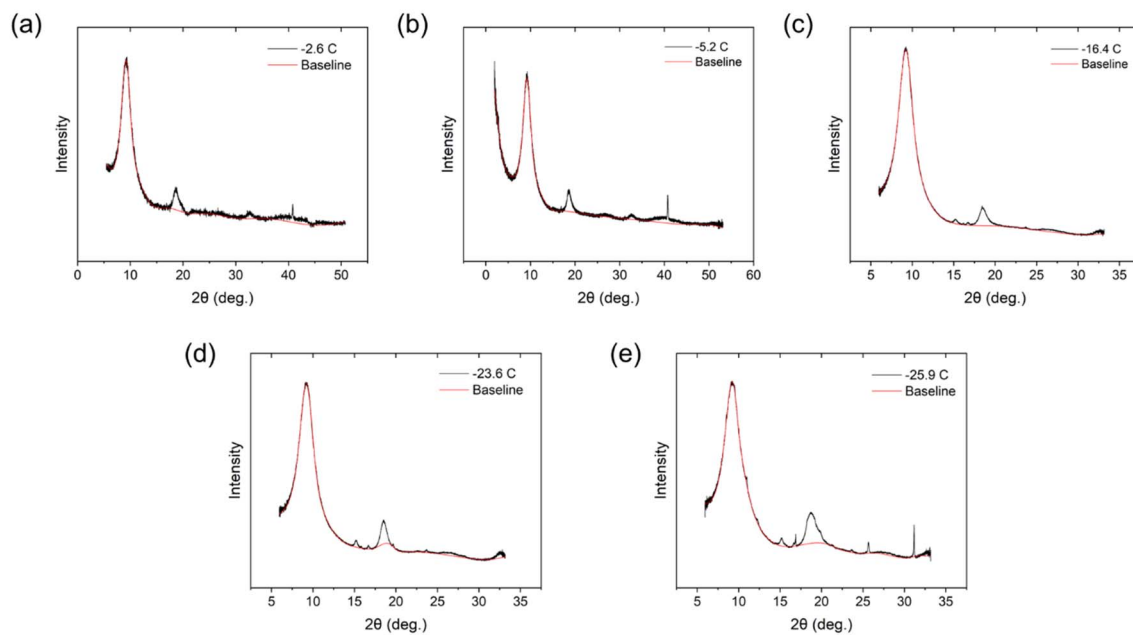 (a)
-2.6 C
Baseline
Intensity
0 10 20 30 40 50
2θ (deg.)
(b)
-5.2 C
Baseline
Intensity
0 10 20 30 40 50 60
2θ (deg.)
(c)
-16.4 C
Baseline
Intensity
5 10 15 20 25 30 35
2θ (deg.)
(d)
-23.6 C
Baseline
Intensity
5 10 15 20 25 30 35
2θ (deg.)
(e)
-25.9 C
Baseline
Intensity
5 10 15 20 25 30 35
2θ (deg.)